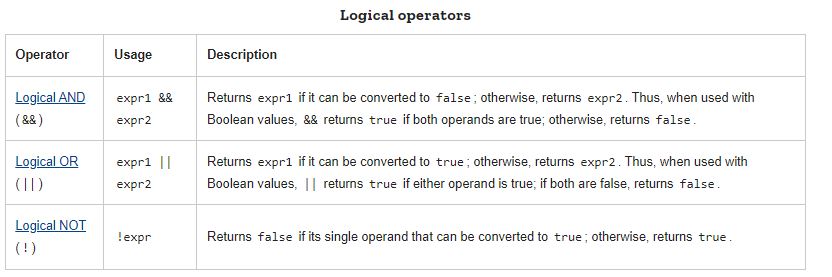 Logical operators
Operator Usage Description
Logical AND expr1 && Returns expr1 if it can be converted to false; otherwise, returns expr2. Thus, when used with
(&&) expr2 Boolean values, && returns true if both operands are true; otherwise, returns false.
Logical OR expr1 || Returns expr1 if it can be converted to true; otherwise, returns expr2. Thus, when used with
(||) expr2 Boolean values, || returns true if either operand is true; if both are false, returns false.
Logical NOT
(!) !expr Returns false if its single operand that can be converted to true; otherwise, returns true.